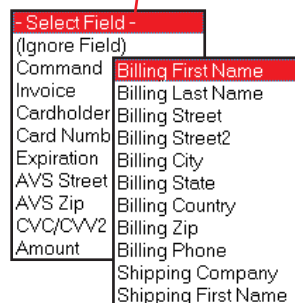 - Select Field -
(Ignore Field)
Command
Invoice
Cardholder
Card Numb
Expiration
AVS Street
AVS Zip
CVC/CVV2
Amount
Billing First Name
Billing Last Name
Billing Street
Billing Street2
Billing City
Billing State
Billing Country
Billing Zip
Billing Phone
Shipping Company
Shipping First Name